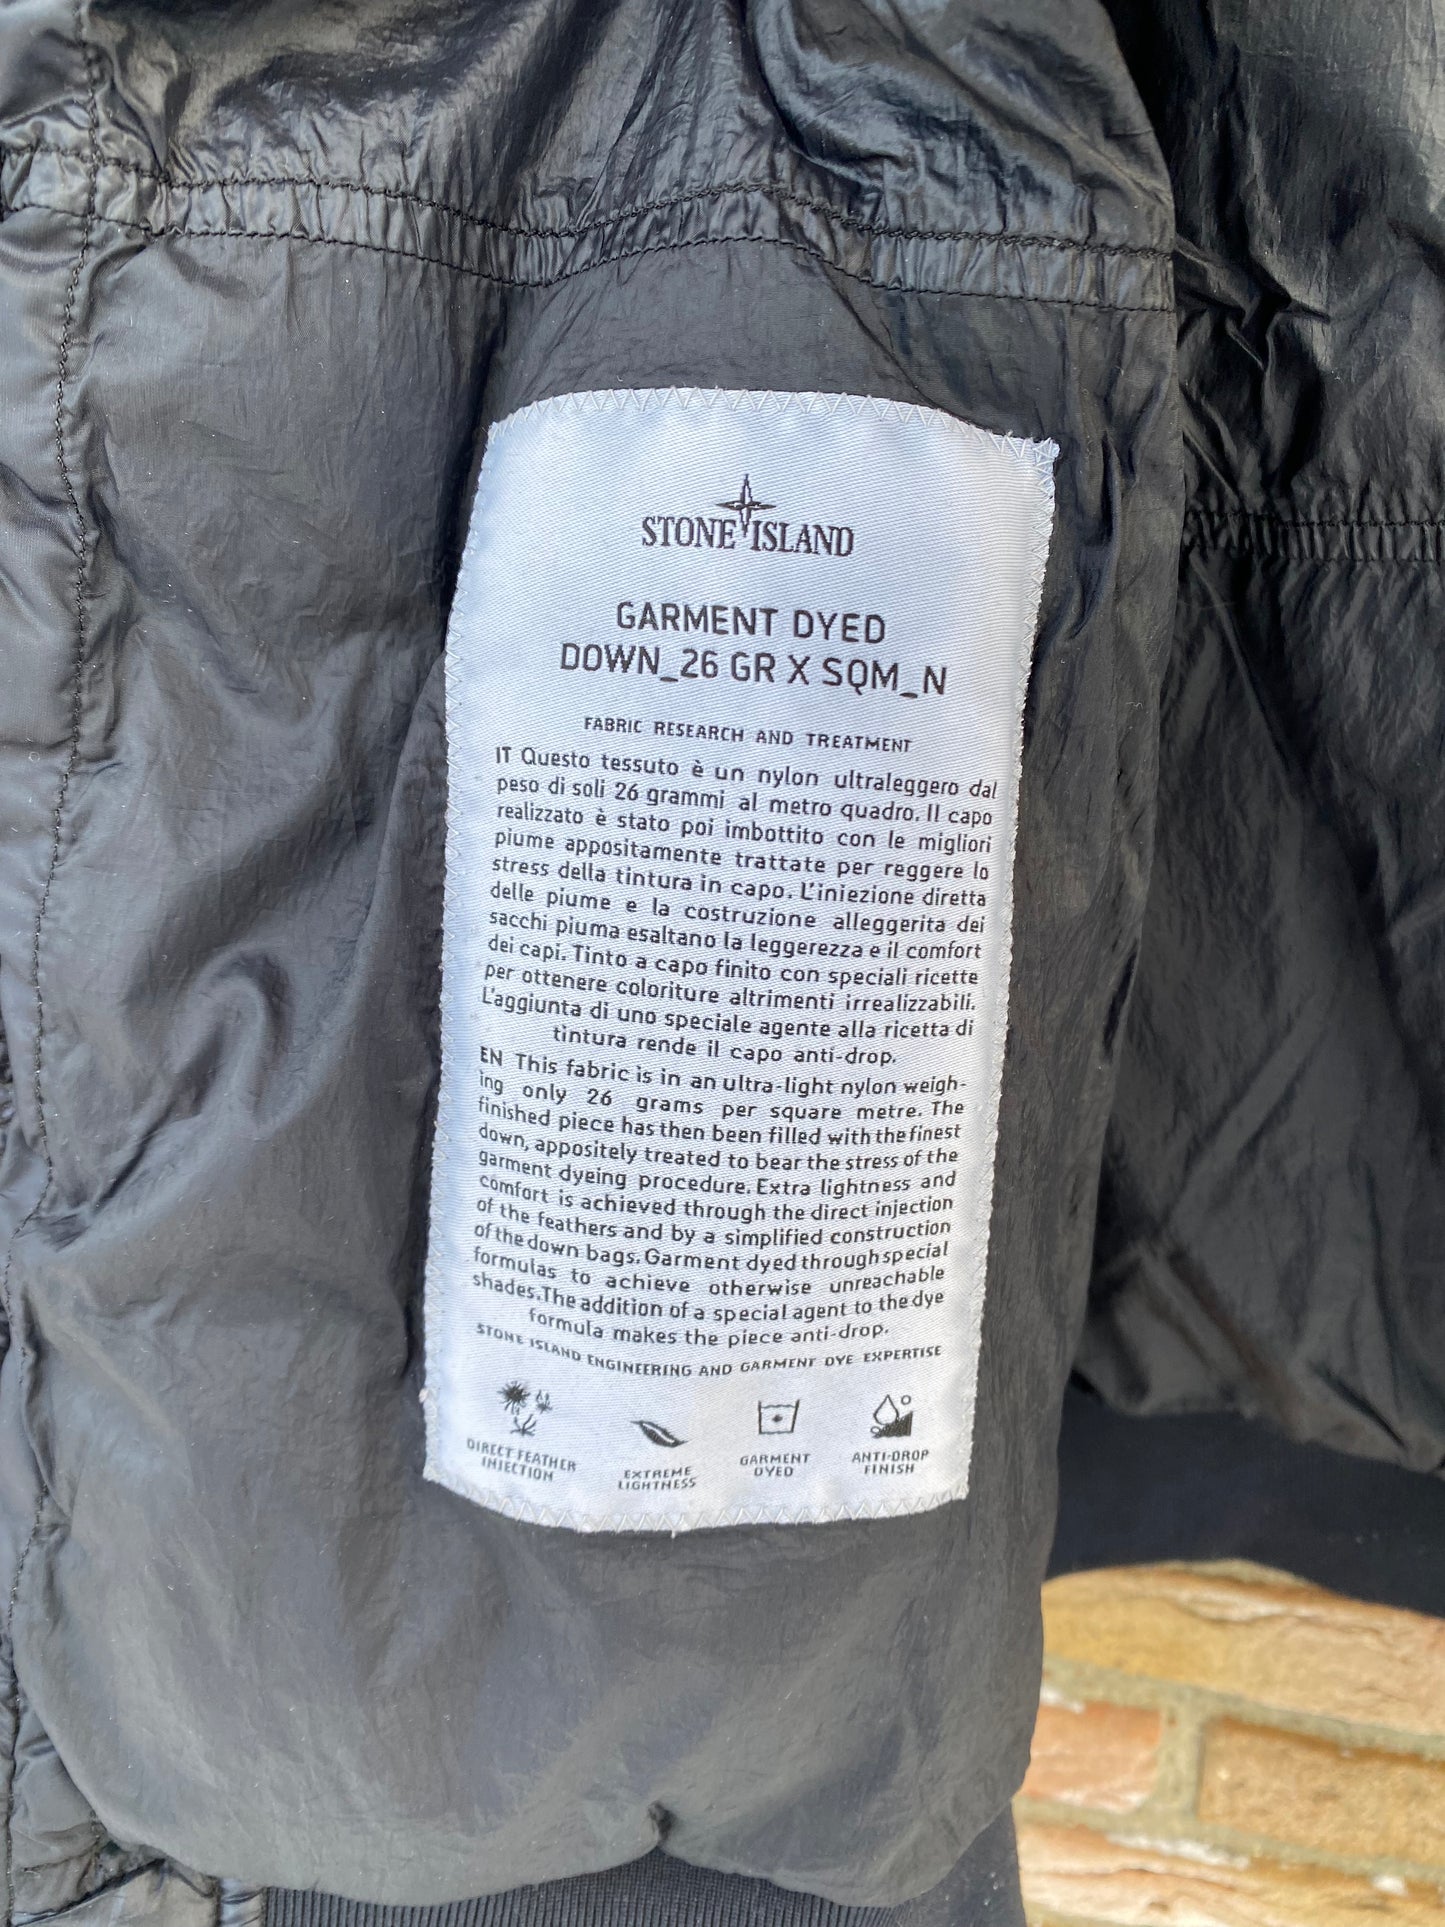 STONE ISLAND
GARMENT DYED
DOWN_26 GR X SQM_N
FABRIC RESEARCH AND TREATMENT
IT Questo tessuto è un nylon ultraleggero dal
peso di soli 26 grammi al metro quadro. Il capo
realizzato è stato poi imbottito con le migliori
piume appositamente trattate per reggere lo
stress della tintura in capo. L'iniezione diretta
delle piume e la costruzione alleggerita dei
sacchi piuma esaltano la leggerezza e il comfort
dei capi. Tinto a capo finito con speciali ricette
per ottenere coloriture altrimenti irrealizzabili.
L'aggiunta di uno speciale agente alla ricetta di
tintura rende il capo anti-drop.
EN This fabric is in an ultra-light nylon weigh-
ing only 26 grams per square metre. The
finished piece has then been filled with the finest
down, appositely treated to bear the stress of the
garment dyeing procedure. Extra lightness and
comfort is achieved through the direct injection
of the feathers and by a simplified construction
of the down bags. Garment dyed through special
formulas to achieve otherwise unreachable
shades. The addition of a special agent to the dye
formula makes the piece anti-drop.
STONE ISLAND ENGINEERING AND GARMENT DYE EXPERTISE
DIRECT FEATHER
INJECTION
EXTREME
LIGHTNESS
GARMENT
DYED
ANTI-DROP
FINISH